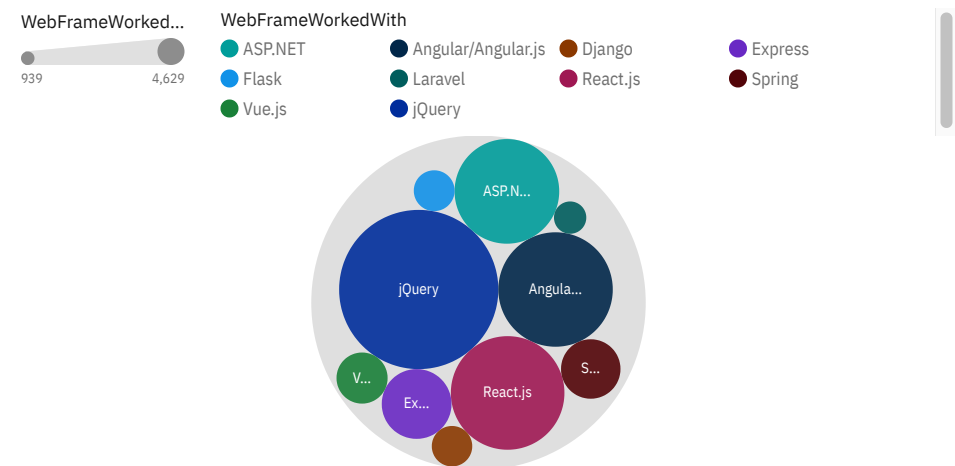 WebFrameWorked...
939 4,629
WebFrameWorkedWith
ASP.NET Angular/Angular.js Django Express
Flask Laravel React.js Spring
Vue.js jQuery
ASP.N...
jQuery Angula...
V... Ex... React.js S...